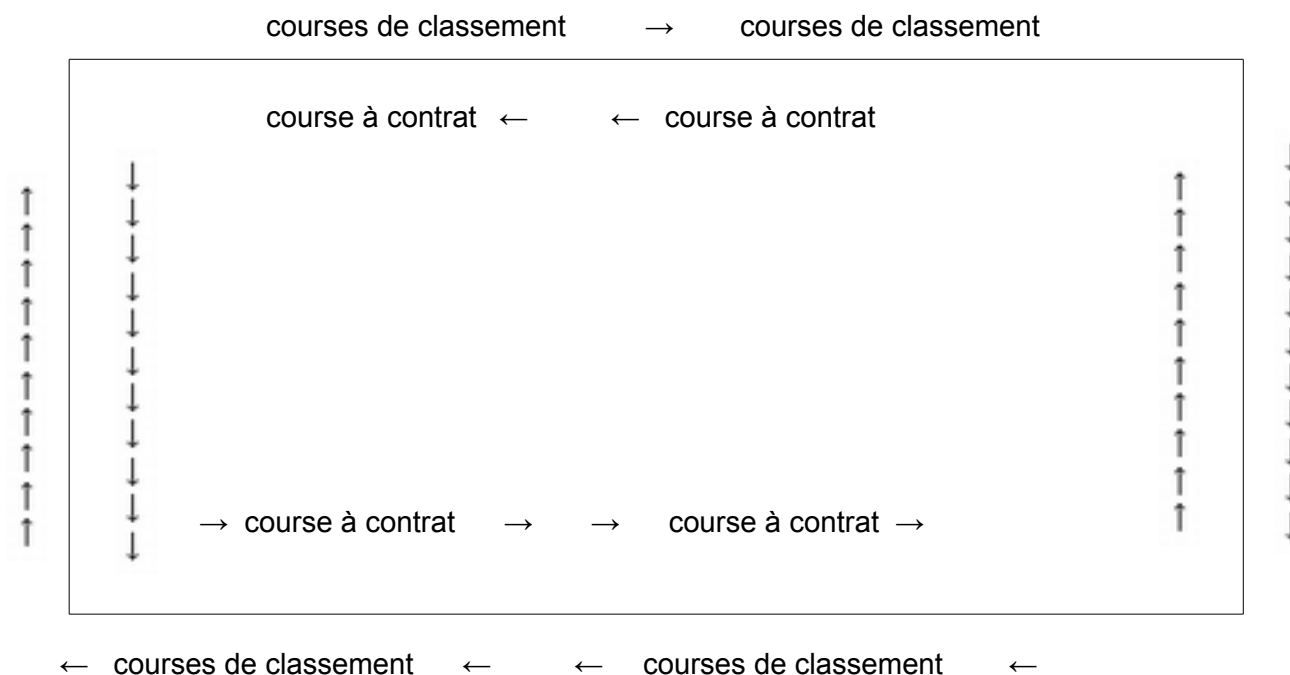 courses de classement → courses de classement
course à contrat ← ← course à contrat
→ course à contrat → → course à contrat →
← courses de classement ← ← courses de classement ←